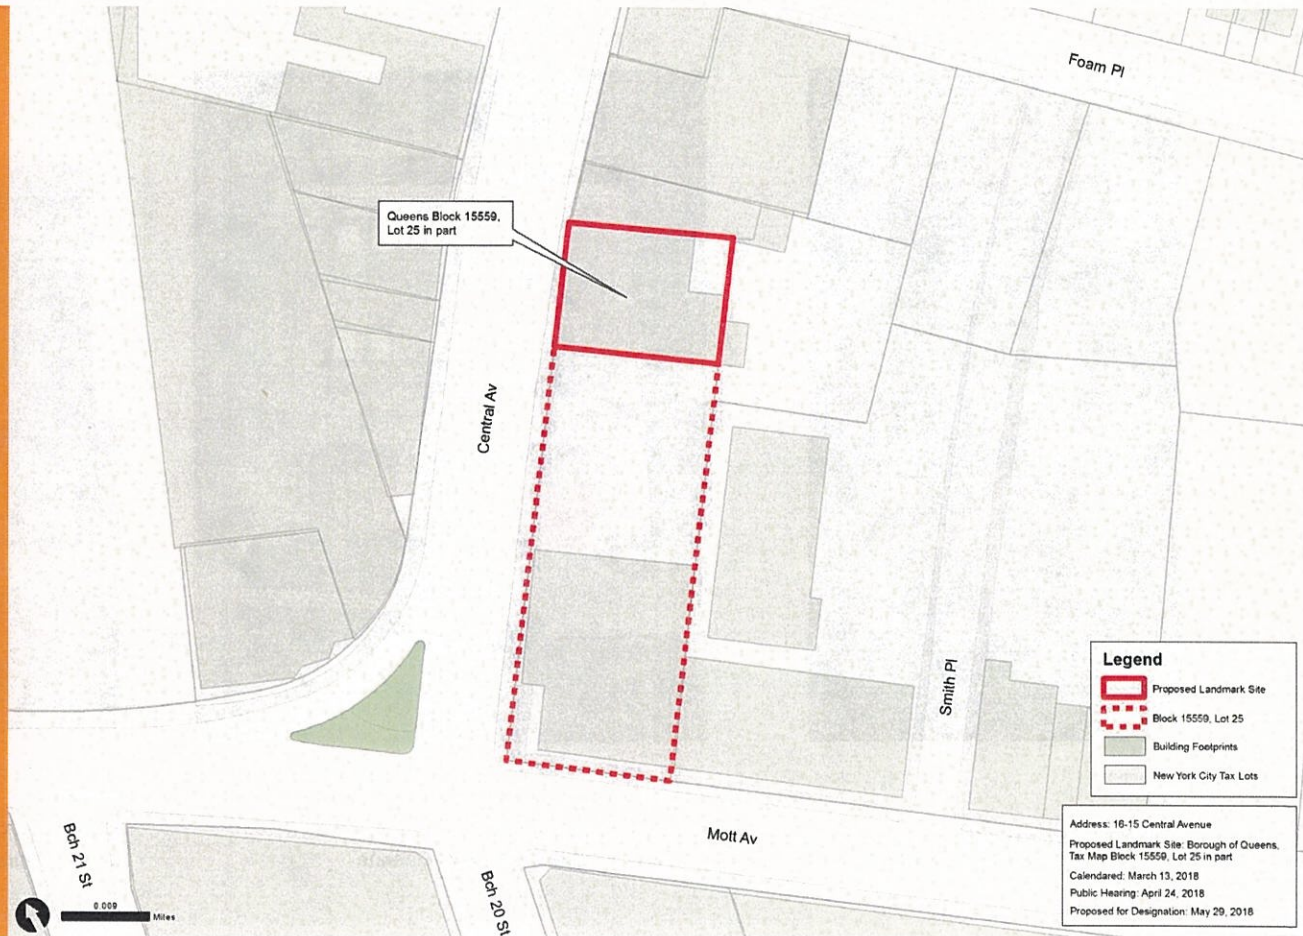 Foam Pl
Queens Block 15559,
Lot 25 in part
Central Av
Smith Pl
Mott Av
Bch 21 St
Bch 20 St
0.009
Miles
Legend
Proposed Landmark Site
Block 15559, Lot 25
Building Footprints
New York City Tax Lots
Address: 16-15 Central Avenue
Proposed Landmark Site: Borough of Queens,
Tax Map Block 15559, Lot 25 in part
Calendared: March 13, 2018
Public Hearing: April 24, 2018
Proposed for Designation: May 29, 2018